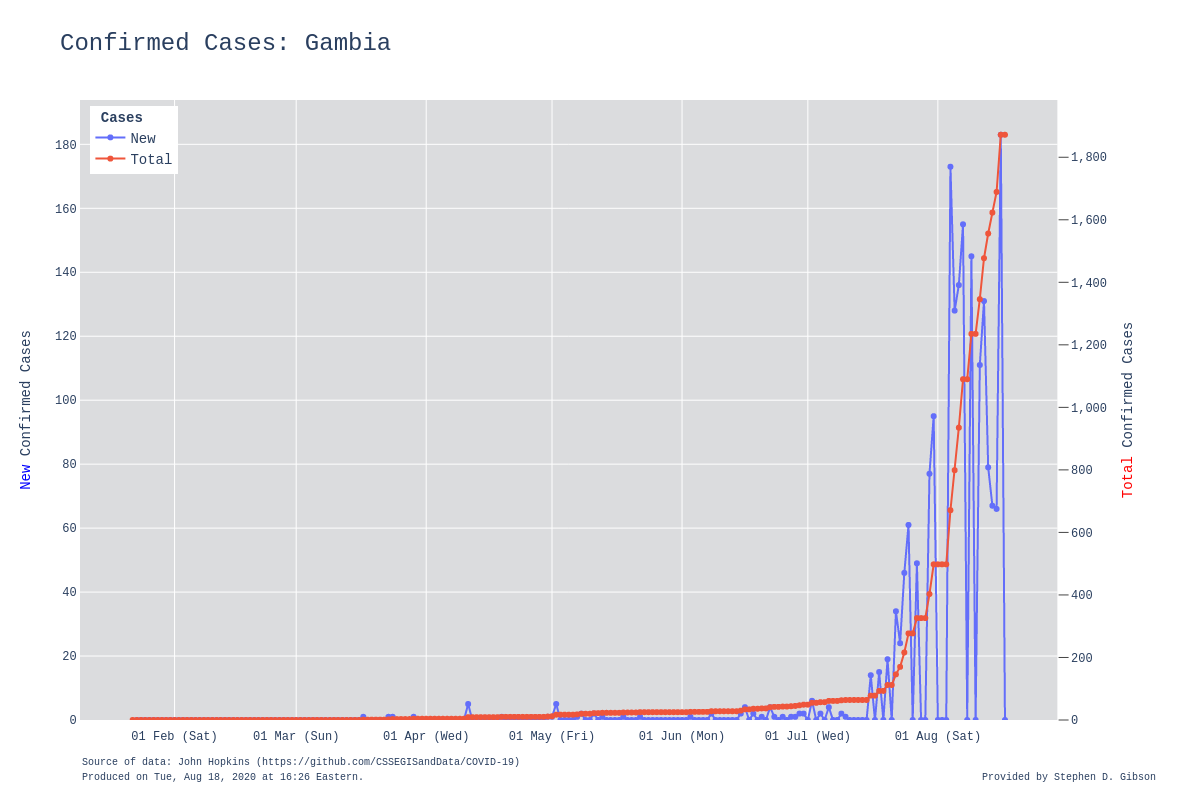 Confirmed Cases: Gambia
Cases
New
Total
180
160
140
120
100
80
60
40
20
0
1,800
1,600
1,400
1,200
1,000
800
600
400
200
0
New Confirmed Cases
Total Confirmed Cases
01 Feb (Sat) 01 Mar (Sun) 01 Apr (Wed) 01 May (Fri) 01 Jun (Mon) 01 Jul (Wed) 01 Aug (Sat)
Source of data: John Hopkins (https://github.com/CSSEGISandData/COVID-19)
Produced on Tue, Aug 18, 2020 at 16:26 Eastern.
Provided by Stephen D. Gibson